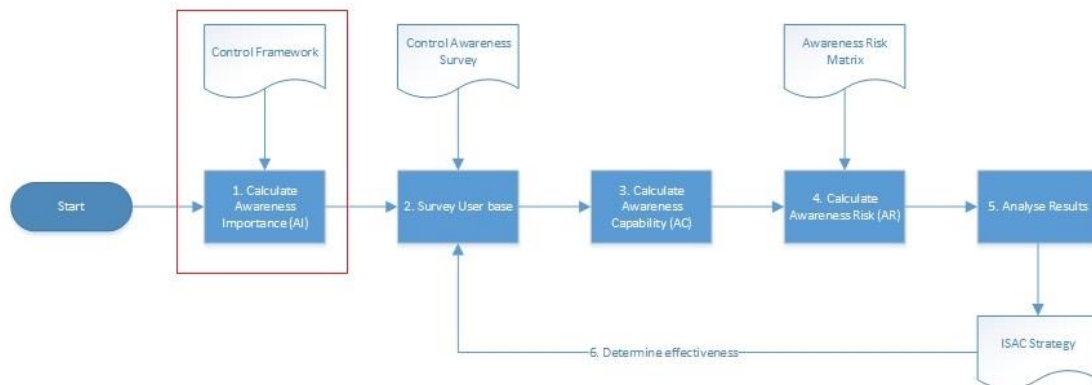 Control Framework
Control Awareness
Survey
Awareness Risk
Matrix
Start
1. Calculate
Awareness
Importance (AI)
2. Survey User base
3. Calculate
Awareness
Capability (AC)
4. Calculate
Awareness Risk (AR)
5. Analyse Results
6. Determine effectiveness
ISAC Strategy